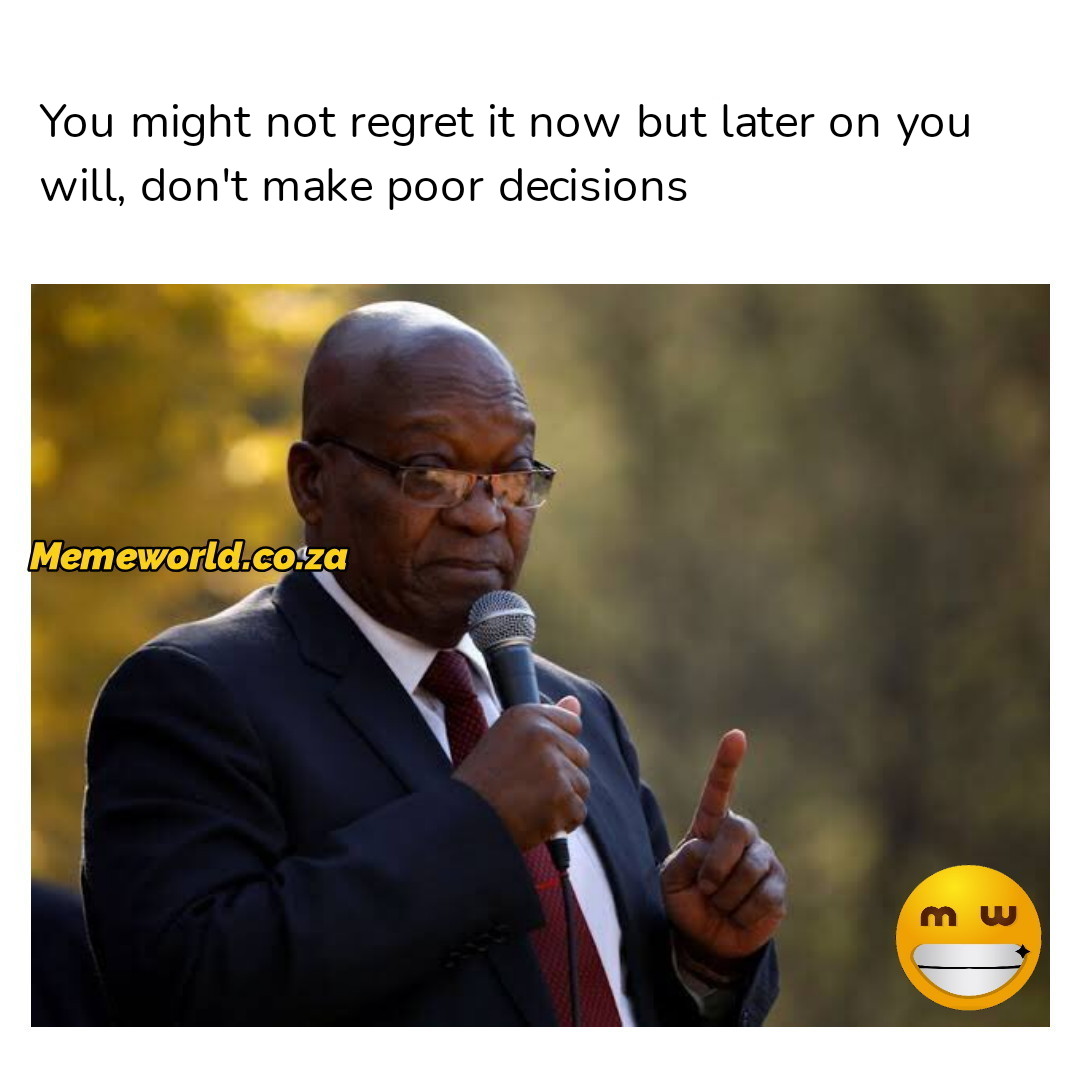 You might not regret it now but later on you
will, don't make poor decisions
Memeworld.co.za
m w